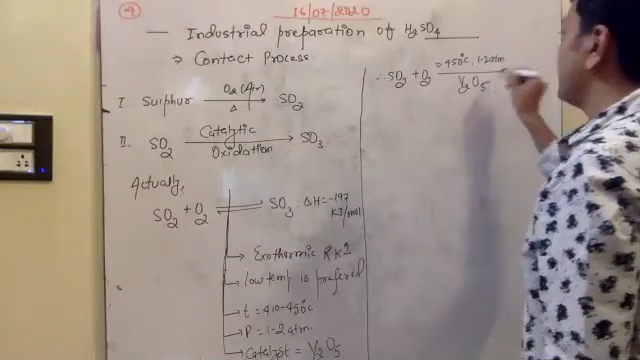 4
16/07/2020
— Industrial preparation of H₂SO₄
→ Contact Process.
I Sulphur O₂(Air) Δ → SO₂
II. SO₂ Catalytic Oxidation → SO₃
Actually,
SO₂ + O₂ ⇌ SO₃ : ΔH = -197 KJ/mol
→ Exothermic
→ low temp is preferred
→ t = 410-450°C
→ P = 1-2 atm.
→ Catalyst = V₂O₅
∴ SO₂ + O₂ 450°C, 1-2 atm V₂O₅